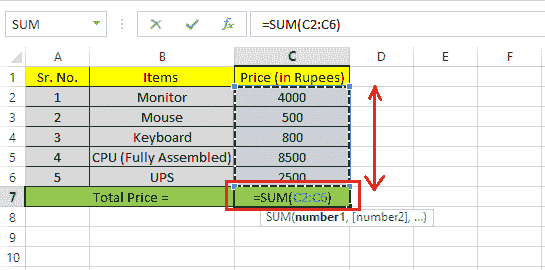 SUM =SUM(C2:C6)
A B C D E F
1 Sr. No. Items Price (in Rupees)
2 1 Monitor 4000
3 2 Mouse 500
4 3 Keyboard 800
5 4 CPU (Fully Assembled) 8500
6 5 UPS 2500
7 Total Price = =SUM(C2:C6)
8 SUM(number1, [number2], ...)
9
10